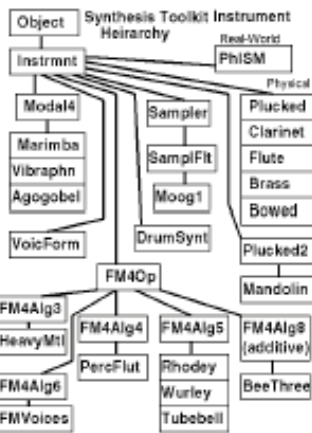 Object
Synthesis Toolkit Instrument
Heirarchy
Real-World
PhISM
Instrmnt
Physical
Modal4
Marimba
Vibraphn
Agogobel
VoicForm
Sampler
SamplFlt
Moog1
DrumSynt
Plucked
Clarinet
Flute
Brass
Bowed
Plucked2
Mandolin
FM4Op
FM4Alg3
HeavyMtl
FM4Alg6
FMVoices
FM4Alg4
PercFlut
FM4Alg5
Rhodey
Wurley
Tubebell
FM4Alg8
(additive)
BeeThree